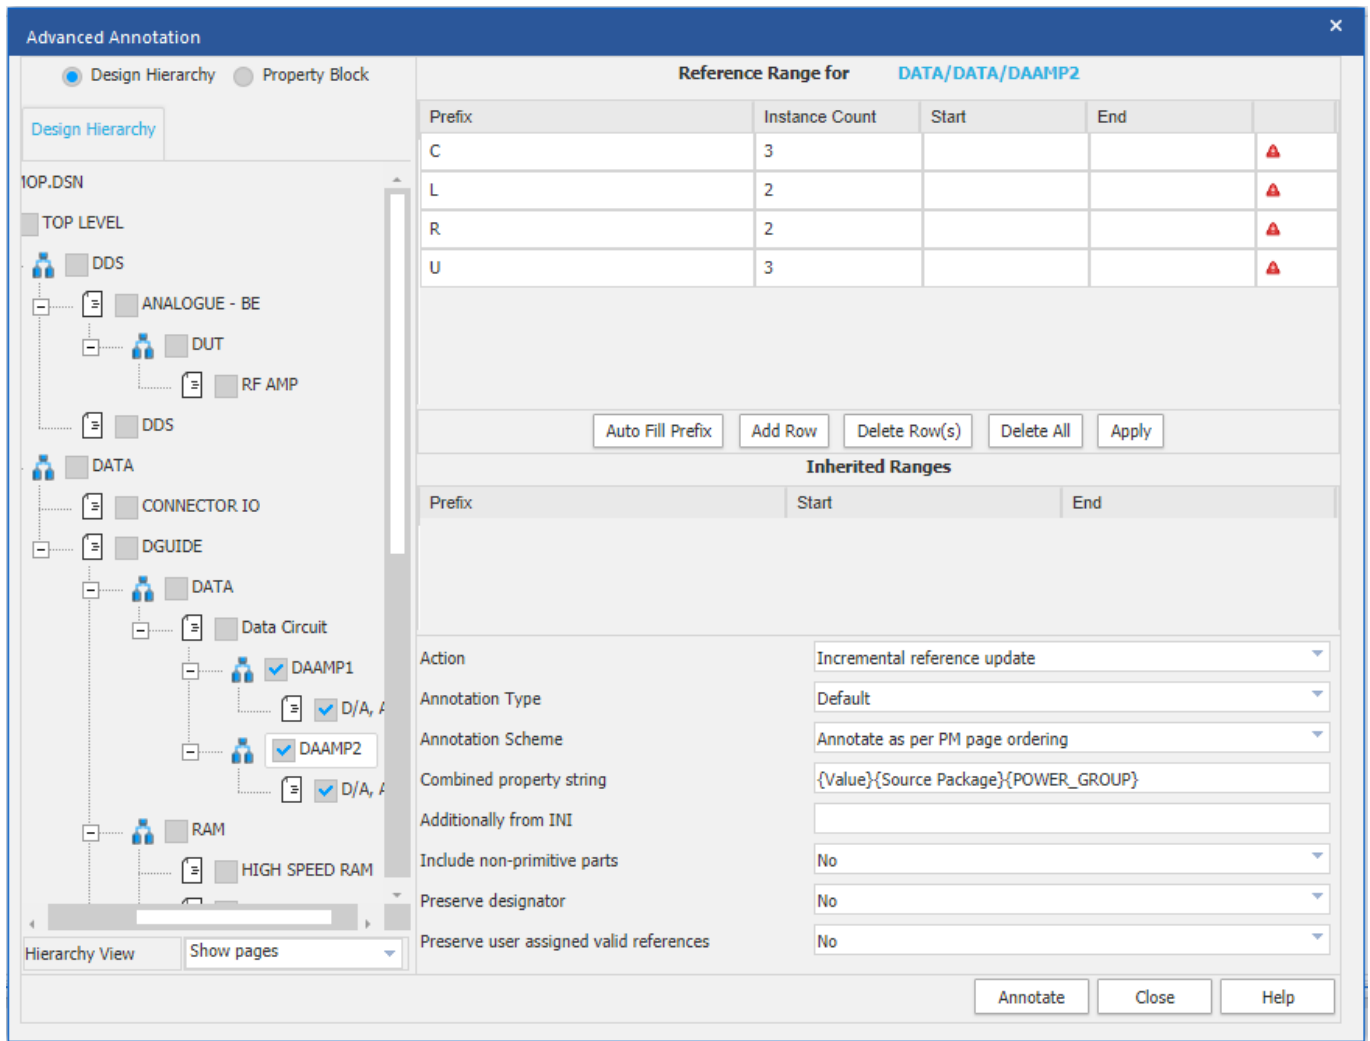 Advanced Annotation
Design Hierarchy Property Block
Design Hierarchy
MOP.DSN
TOP LEVEL
DDS
ANALOGUE - BE
DUT
RF AMP
DDS
DATA
CONNECTOR IO
DGUIDE
DATA
Data Circuit
DAAMP1
D/A, A
DAAMP2
D/A, A
RAM
HIGH SPEED RAM
Hierarchy View Show pages
Reference Range for DATA/DATA/DAAMP2
Prefix Instance Count Start End
C 3
L 2
R 2
U 3
Auto Fill Prefix Add Row Delete Row(s) Delete All Apply
Inherited Ranges
Prefix Start End
Action Incremental reference update
Annotation Type Default
Annotation Scheme Annotate as per PM page ordering
Combined property string {Value}{Source Package}{POWER_GROUP}
Additionally from INI
Include non-primitive parts No
Preserve designator No
Preserve user assigned valid references No
Annotate Close Help